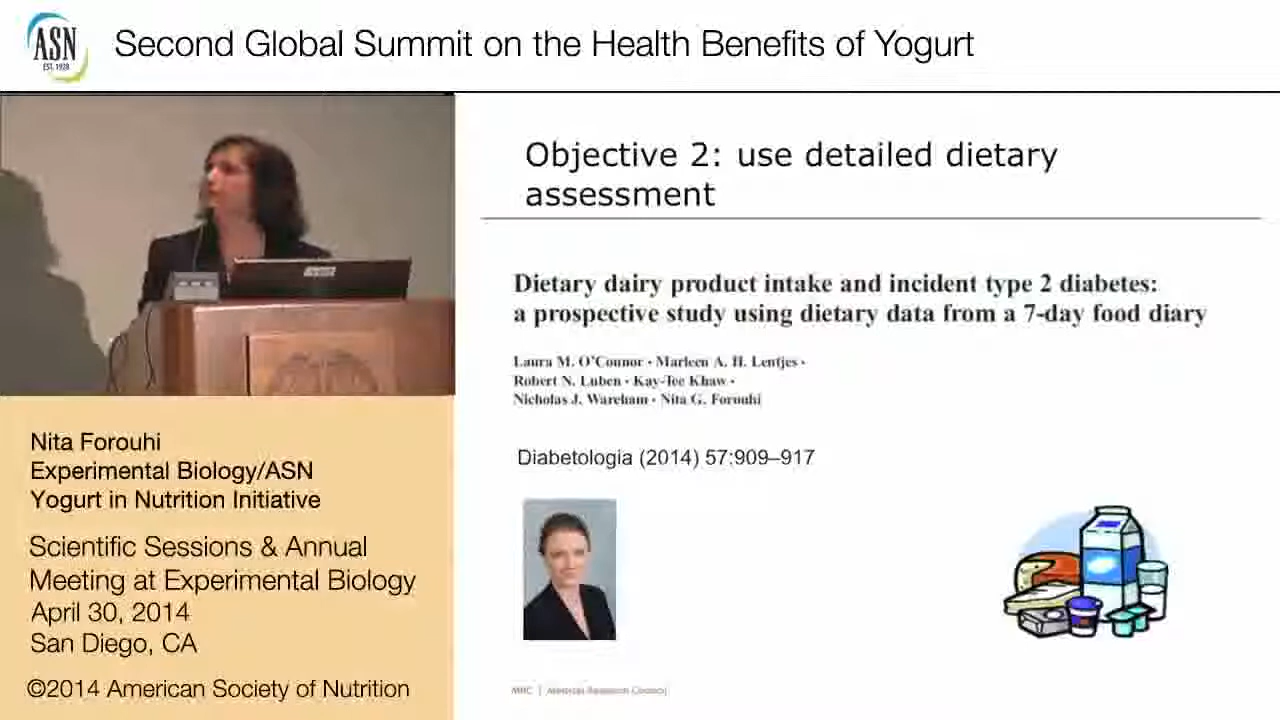 ASN
EST. 1928
Second Global Summit on the Health Benefits of Yogurt
Objective 2: use detailed dietary
assessment
Dietary dairy product intake and incident type 2 diabetes:
a prospective study using dietary data from a 7-day food diary
Laura M. O'Connor · Marleen A. H. Lentjes ·
Robert N. Luben · Kay-Tee Khaw ·
Nicholas J. Wareham · Nita G. Forouhi
Diabetologia (2014) 57:909–917
MRC | Medical Research Council
Nita Forouhi
Experimental Biology/ASN
Yogurt in Nutrition Initiative
Scientific Sessions & Annual
Meeting at Experimental Biology
April 30, 2014
San Diego, CA
©2014 American Society of Nutrition